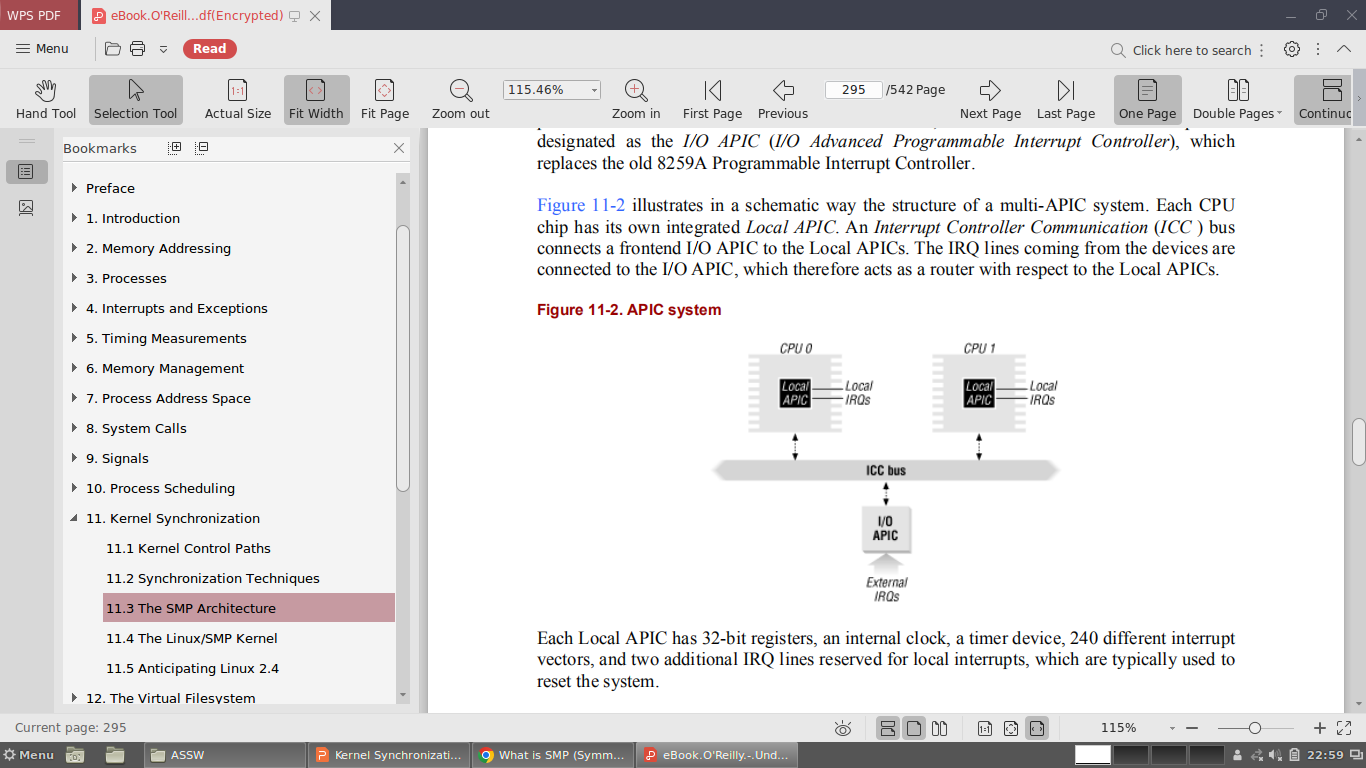 WPS PDF
eBook.O'Reill...df(Encrypted)
Menu
Read
Click here to search
Hand Tool
Selection Tool
Actual Size
Fit Width
Fit Page
Zoom out
115.46%
Zoom in
First Page
Previous
295 /542 Page
Next Page
Last Page
One Page
Double Pages
Continuc
Bookmarks
Preface
1. Introduction
2. Memory Addressing
3. Processes
4. Interrupts and Exceptions
5. Timing Measurements
6. Memory Management
7. Process Address Space
8. System Calls
9. Signals
10. Process Scheduling
11. Kernel Synchronization
11.1 Kernel Control Paths
11.2 Synchronization Techniques
11.3 The SMP Architecture
11.4 The Linux/SMP Kernel
11.5 Anticipating Linux 2.4
12. The Virtual Filesystem
designated as the I/O APIC (I/O Advanced Programmable Interrupt Controller), which
replaces the old 8259A Programmable Interrupt Controller.
Figure 11-2 illustrates in a schematic way the structure of a multi-APIC system. Each CPU
chip has its own integrated Local APIC. An Interrupt Controller Communication (ICC ) bus
connects a frontend I/O APIC to the Local APICs. The IRQ lines coming from the devices are
connected to the I/O APIC, which therefore acts as a router with respect to the Local APICs.
Figure 11-2. APIC system
CPU 0
Local
APIC
Local
IRQs
CPU 1
Local
APIC
Local
IRQs
ICC bus
I/O
APIC
External
IRQs
Each Local APIC has 32-bit registers, an internal clock, a timer device, 240 different interrupt
vectors, and two additional IRQ lines reserved for local interrupts, which are typically used to
reset the system.
Current page: 295
115%
Menu
ASSW
Kernel Synchronizati...
What is SMP (Symm...
eBook.O'Reilly.-.Und...
22:59